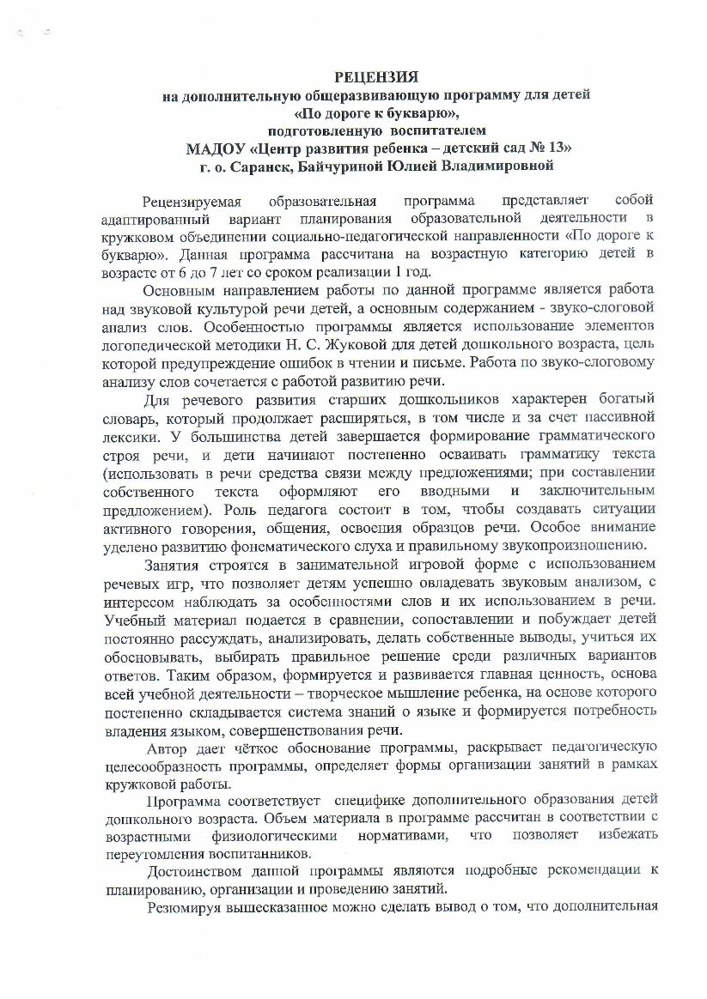 РЕЦЕНЗИЯ
на дополнительную общеразвивающую программу для детей
«По дороге к букварю»,
подготовленную воспитателем
МАДОУ «Центр развития ребенка – детский сад № 13»
г. о. Саранск, Байчуриной Юлией Владимировной
Рецензируемая образовательная программа представляет собой
адаптированный вариант планирования образовательной деятельности в
кружковом объединении социально-педагогической направленности «По дороге к
букварю». Данная программа рассчитана на возрастную категорию детей в
возрасте от 6 до 7 лет со сроком реализации 1 год.
Основным направлением работы по данной программе является работа
над звуковой культурой речи детей, а основным содержанием - звуко-слоговой
анализ слов. Особенностью программы является использование элементов
логопедической методики Н. С. Жуковой для детей дошкольного возраста, цель
которой предупреждение ошибок в чтении и письме. Работа по звуко-слоговому
анализу слов сочетается с работой развитию речи.
Для речевого развития старших дошкольников характерен богатый
словарь, который продолжает расширяться, в том числе и за счет пассивной
лексики. У большинства детей завершается формирование грамматического
строя речи, и дети начинают постепенно осваивать грамматику текста
(использовать в речи средства связи между предложениями; при составлении
собственного текста оформляют его вводными и заключительным
предложением). Роль педагога состоит в том, чтобы создавать ситуации
активного говорения, общения, освоения образцов речи. Особое внимание
уделено развитию фонематического слуха и правильному звукопроизношению.
Занятия строятся в занимательной игровой форме с использованием
речевых игр, что позволяет детям успешно овладевать звуковым анализом, с
интересом наблюдать за особенностями слов и их использованием в речи.
Учебный материал подается в сравнении, сопоставлении и побуждает детей
постоянно рассуждать, анализировать, делать собственные выводы, учиться их
обосновывать, выбирать правильное решение среди различных вариантов
ответов. Таким образом, формируется и развивается главная ценность, основа
всей учебной деятельности – творческое мышление ребенка, на основе которого
постепенно складывается система знаний о языке и формируется потребность
владения языком, совершенствования речи.
Автор дает чёткое обоснование программы, раскрывает педагогическую
целесообразность программы, определяет формы организации занятий в рамках
кружковой работы.
Программа соответствует специфике дополнительного образования детей
дошкольного возраста. Объем материала в программе рассчитан в соответствии с
возрастными физиологическими нормативами, что позволяет избежать
переутомления воспитанников.
Достоинством данной программы являются подробные рекомендации к
планированию, организации и проведению занятий.
Резюмируя вышесказанное можно сделать вывод о том, что дополнительная